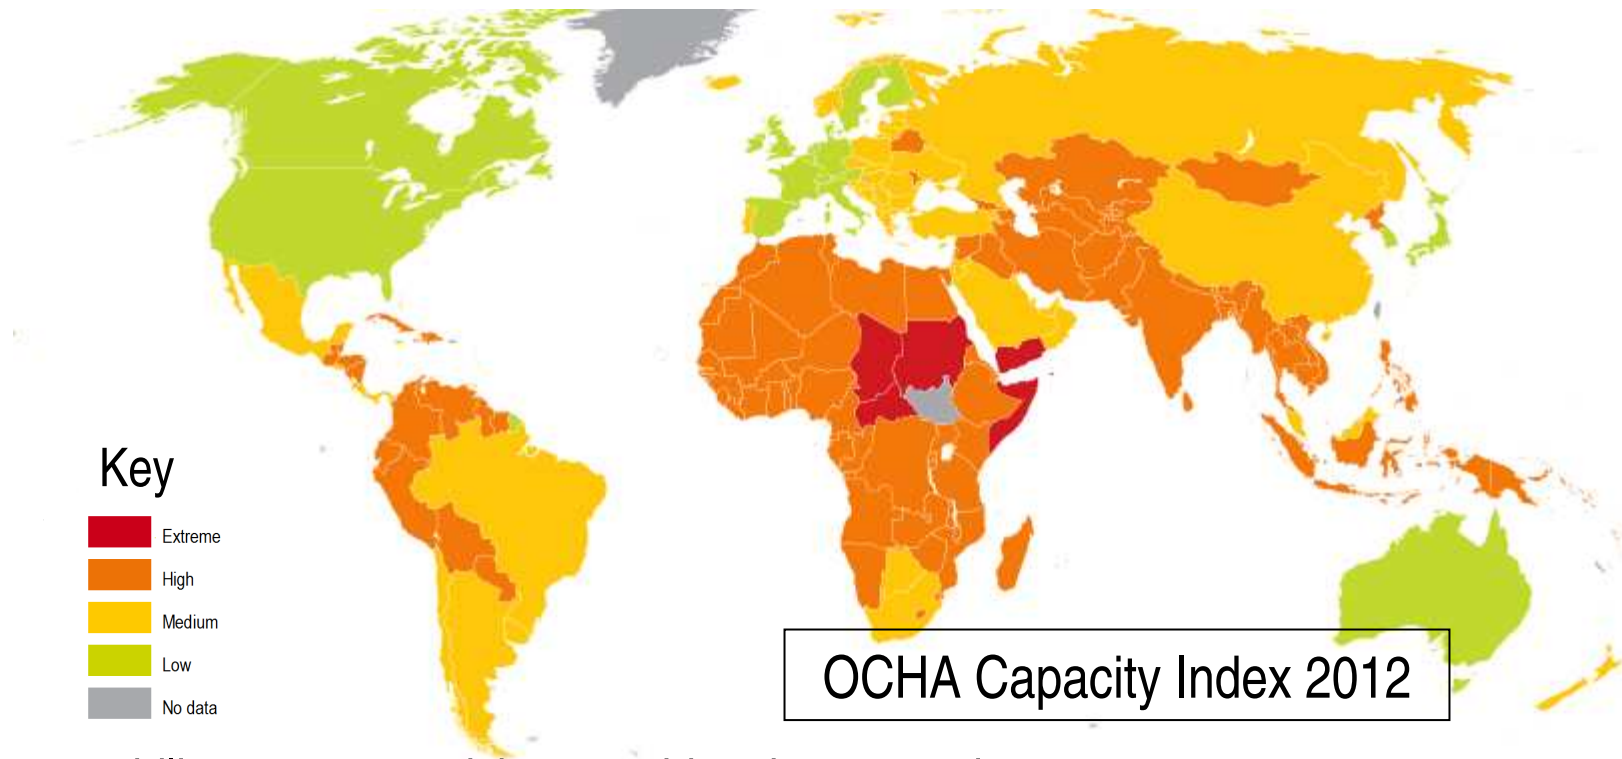 Key
Extreme
High
Medium
Low
No data
OCHA Capacity Index 2012